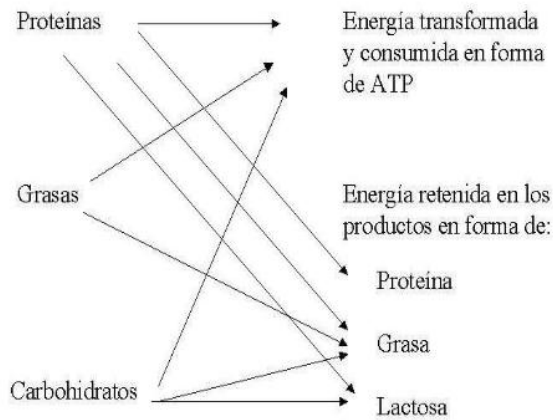 Proteínas
Energía transformada
y consumida en forma
de ATP
Grasas
Energía retenida en los
productos en forma de:
Proteína
Grasa
Carbohidratos
Lactosa